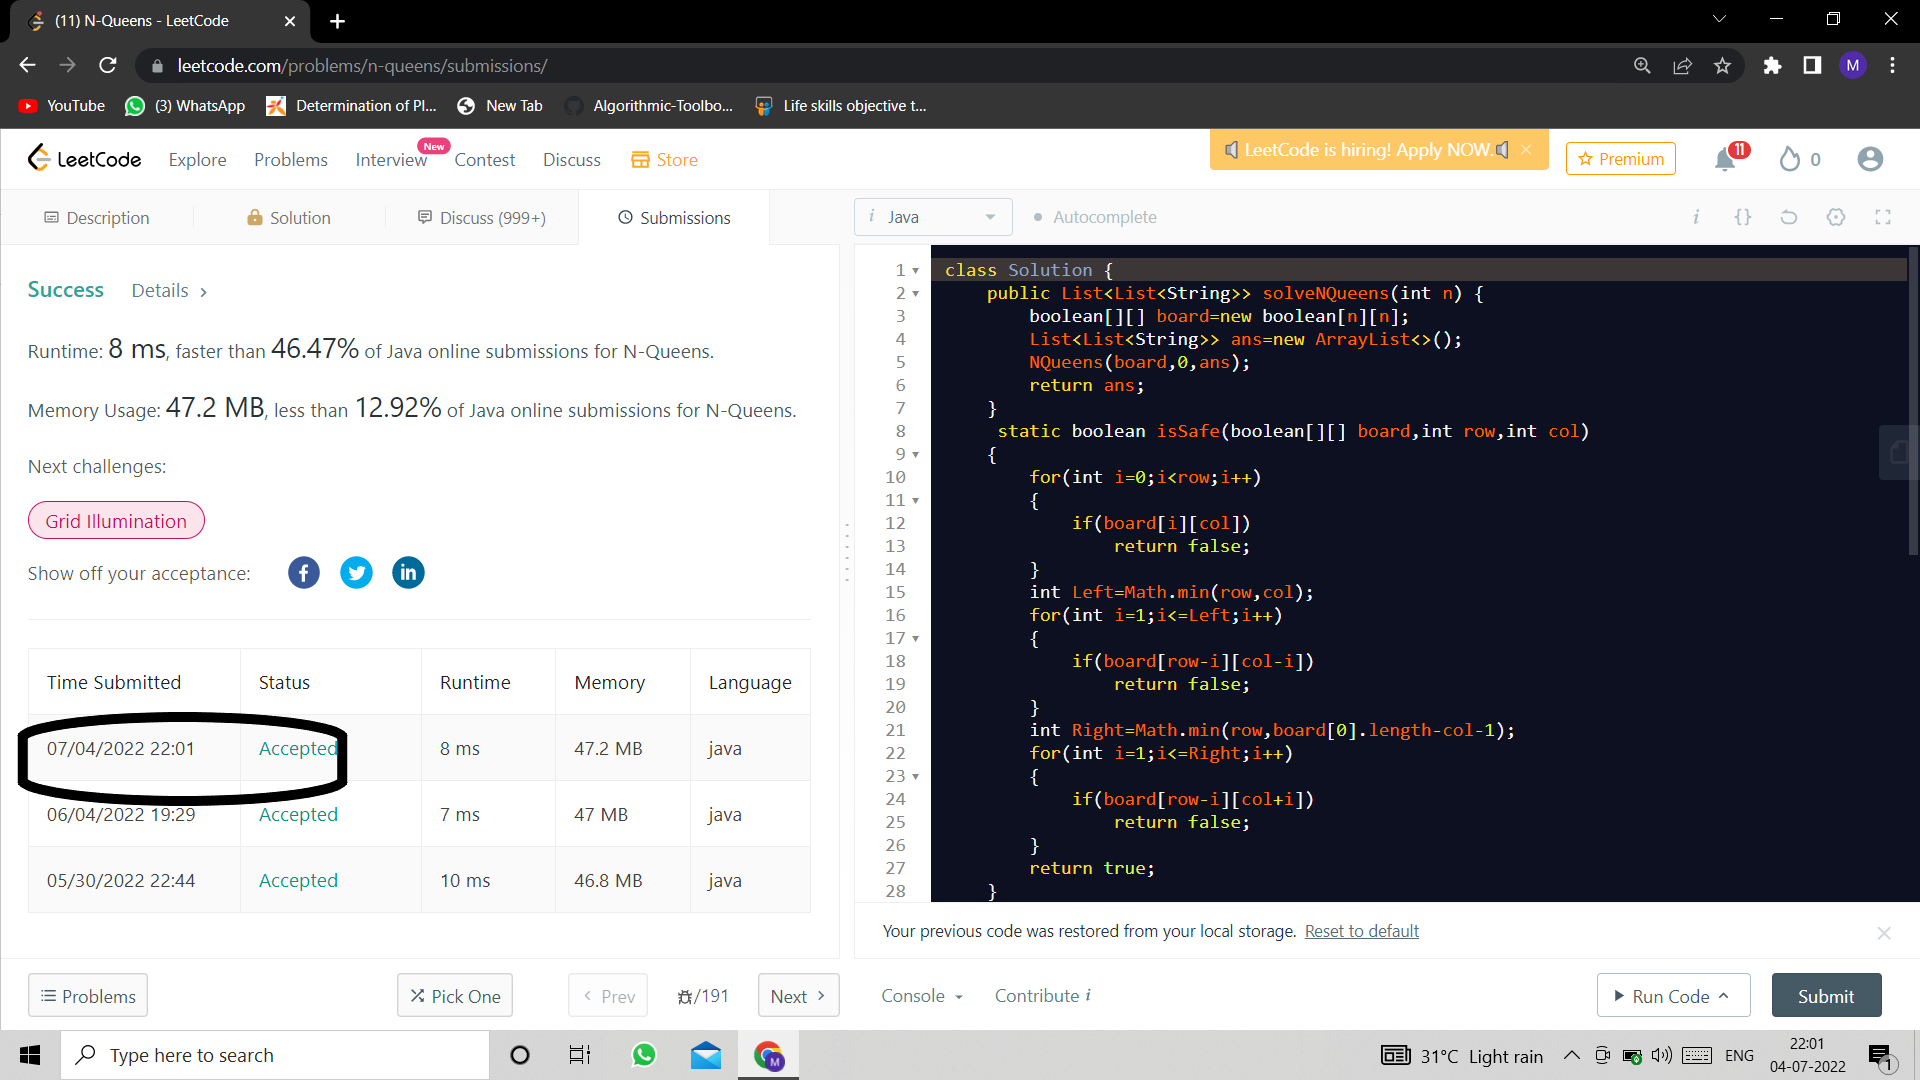 (11) N-Queens - LeetCode
leetcode.com/problems/n-queens/submissions/
M
YouTube (3) WhatsApp Determination of Pl... New Tab Algorithmic-Toolbo... Life skills objective t...
LeetCode Explore Problems Interview New Contest Discuss Store
LeetCode is hiring! Apply NOW.
Premium 11 0
Description Solution Discuss (999+) Submissions
i Java Autocomplete
Success Details >
Runtime: 8 ms, faster than 46.47% of Java online submissions for N-Queens.
Memory Usage: 47.2 MB, less than 12.92% of Java online submissions for N-Queens.
Next challenges:
Grid Illumination
Show off your acceptance:
Time Submitted Status Runtime Memory Language
07/04/2022 22:01 Accepted 8 ms 47.2 MB java
06/04/2022 19:29 Accepted 7 ms 47 MB java
05/30/2022 22:44 Accepted 10 ms 46.8 MB java
1 class Solution {
2 public List<List<String>> solveNQueens(int n) {
3 boolean[][] board=new boolean[n][n];
4 List<List<String>> ans=new ArrayList<>();
5 NQueens(board,0,ans);
6 return ans;
7 }
8 static boolean isSafe(boolean[][] board,int row,int col)
9 {
10 for(int i=0;i<row;i++)
11 {
12 if(board[i][col])
13 return false;
14 }
15 int Left=Math.min(row,col);
16 for(int i=1;i<=Left;i++)
17 {
18 if(board[row-i][col-i])
19 return false;
20 }
21 int Right=Math.min(row,board[0].length-col-1);
22 for(int i=1;i<=Right;i++)
23 {
24 if(board[row-i][col+i])
25 return false;
26 }
27 return true;
28 }
Your previous code was restored from your local storage. Reset to default
Problems Pick One < Prev /191 Next > Console Contribute i Run Code Submit
Type here to search
M
31°C Light rain ENG
22:01
04-07-2022
1